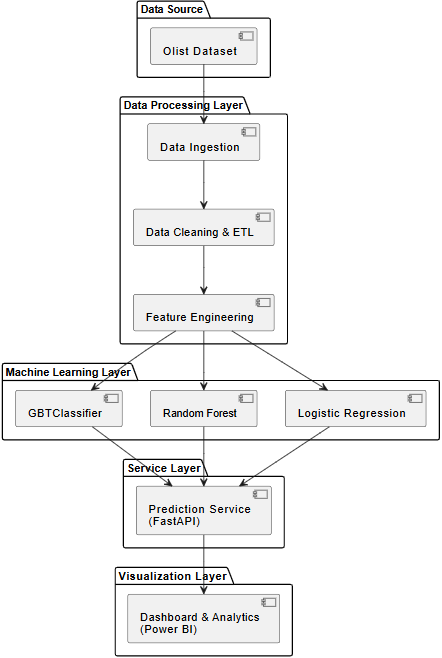 Data Source
Olist Dataset
Data Processing Layer
Data Ingestion
Data Cleaning & ETL
Feature Engineering
Machine Learning Layer
GBTClassifier
Random Forest
Logistic Regression
Service Layer
Prediction Service
(FastAPI)
Visualization Layer
Dashboard & Analytics
(Power BI)